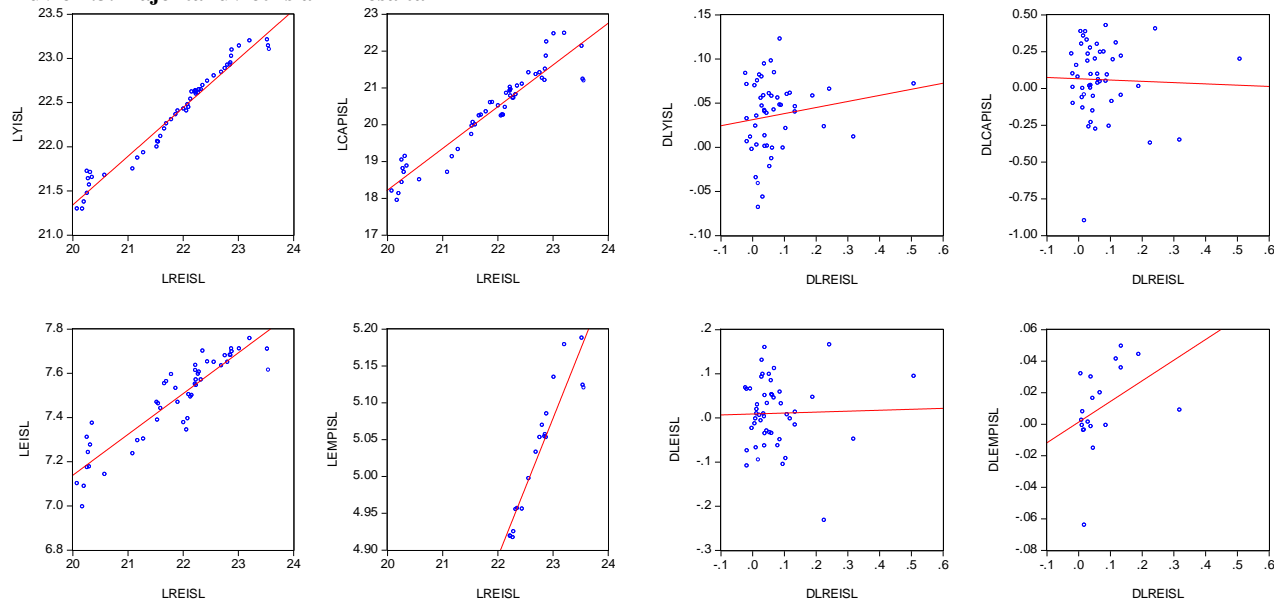 23.5
23.0
22.5
22.0
21.5
21.0
LYISL
20 21 22 23 24
LREISL
23
22
21
20
19
18
17
LCAPISL
20 21 22 23 24
LREISL
.15
.10
.05
.00
-.05
-.10
DLYISL
-.1 .0 .1 .2 .3 .4 .5 .6
DLREISL
0.50
0.25
0.00
-0.25
-0.50
-0.75
-1.00
DLCAPISL
-.1 .0 .1 .2 .3 .4 .5 .6
DLREISL
7.8
7.6
7.4
7.2
7.0
6.8
LEISL
20 21 22 23 24
LREISL
5.20
5.15
5.10
5.05
5.00
4.95
4.90
LEMPISL
20 21 22 23 24
LREISL
.2
.1
.0
-.1
-.2
-.3
DLEISL
-.1 .0 .1 .2 .3 .4 .5 .6
DLREISL
.06
.04
.02
.00
-.02
-.04
-.06
-.08
DLEMPISL
-.1 .0 .1 .2 .3 .4 .5 .6
DLREISL